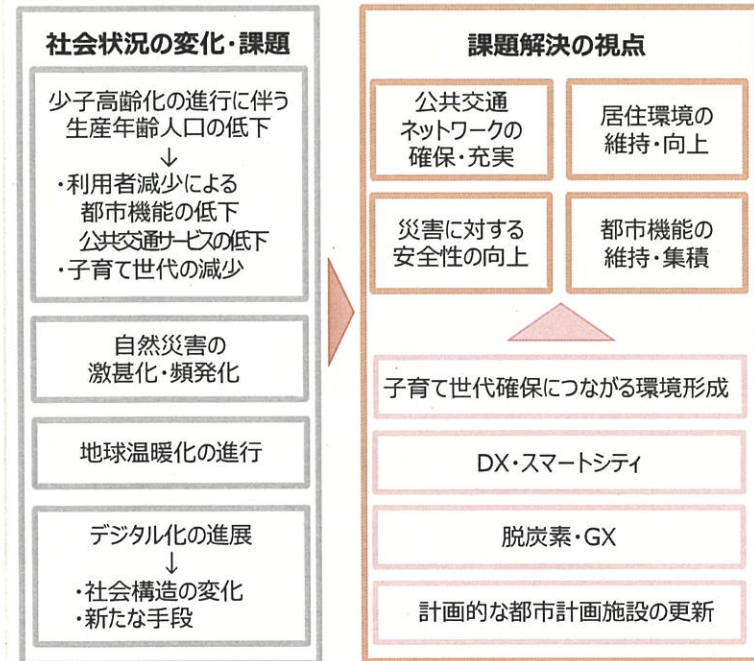 社会状況の変化・課題
少子高齢化の進行に伴う
生産年齢人口の低下
↓
・利用者減少による
都市機能の低下
公共交通サービスの低下
・子育て世代の減少
自然災害の
激甚化・頻発化
地球温暖化の進行
デジタル化の進展
↓
・社会構造の変化
・新たな手段
課題解決の視点
公共交通
ネットワークの
確保・充実
居住環境の
維持・向上
災害に対する
安全性の向上
都市機能の
維持・集積
子育て世代確保につながる環境形成
DX・スマートシティ
脱炭素・GX
計画的な都市計画施設の更新